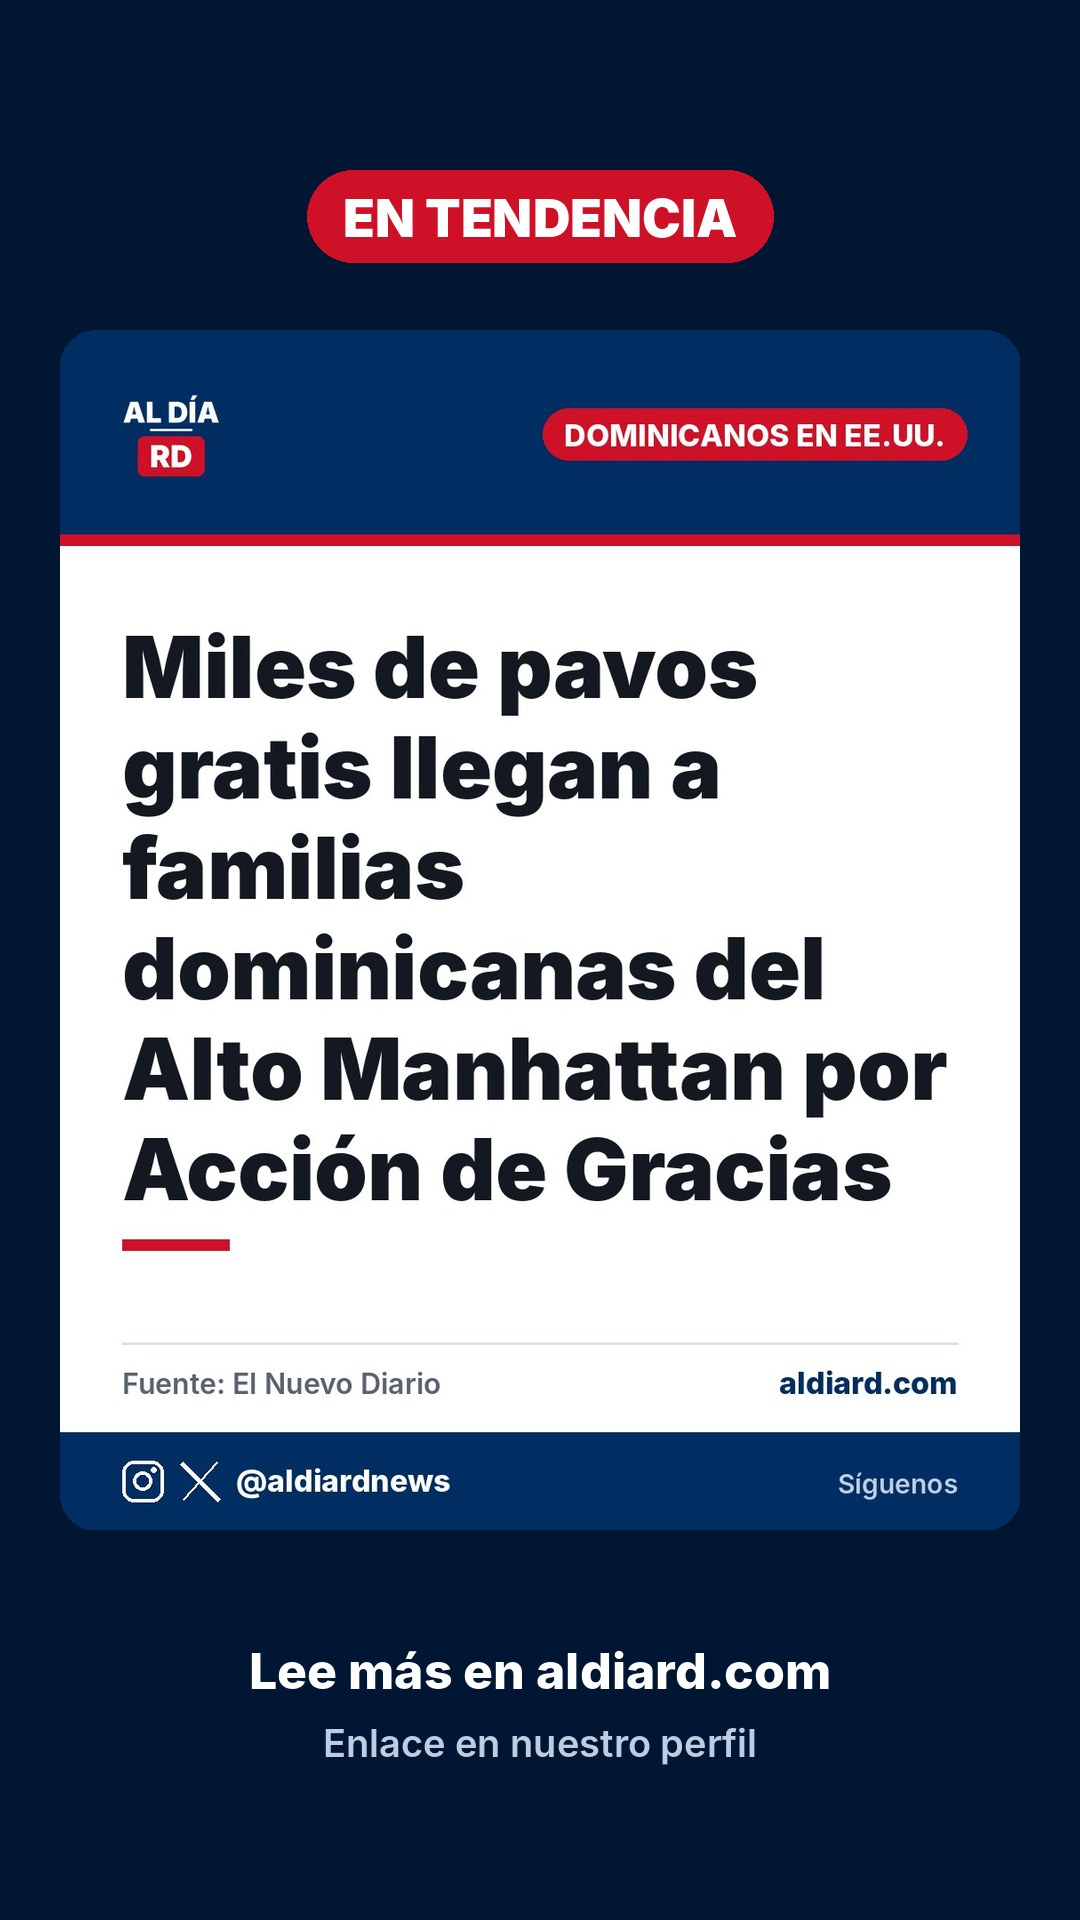 EN TENDENCIA
AL DÍA
RD
DOMINICANOS EN EE.UU.
Miles de pavos
gratis llegan a
familias
dominicanas del
Alto Manhattan por
Acción de Gracias
Fuente: El Nuevo Diario
aldiard.com
@aldiardnews
Síguenos
Lee más en aldiard.com
Enlace en nuestro perfil